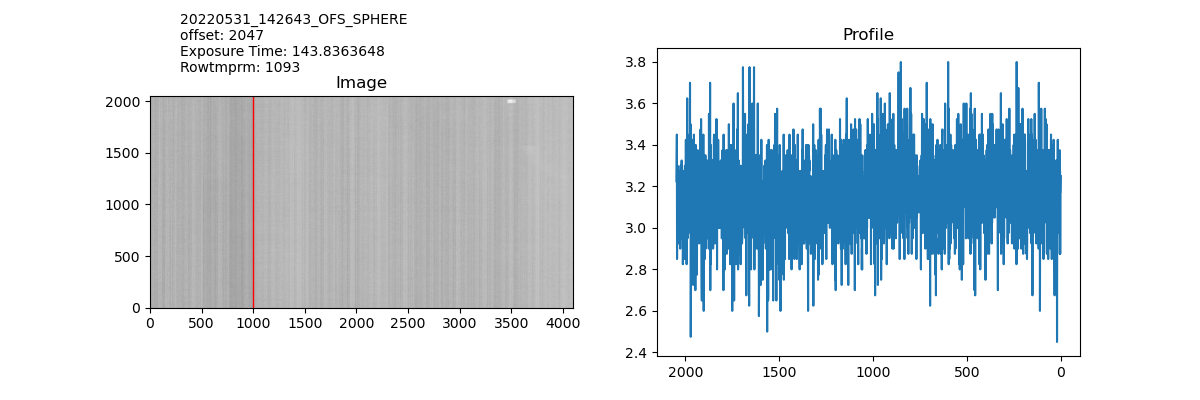 20220531_142643_OFS_SPHERE
offset: 2047
Exposure Time: 143.8363648
Rowtmprm: 1093
Image
2000
1500
1000
500
0
0 500 1000 1500 2000 2500 3000 3500 4000
Profile
3.8
3.6
3.4
3.2
3.0
2.8
2.6
2.4
2000 1500 1000 500 0